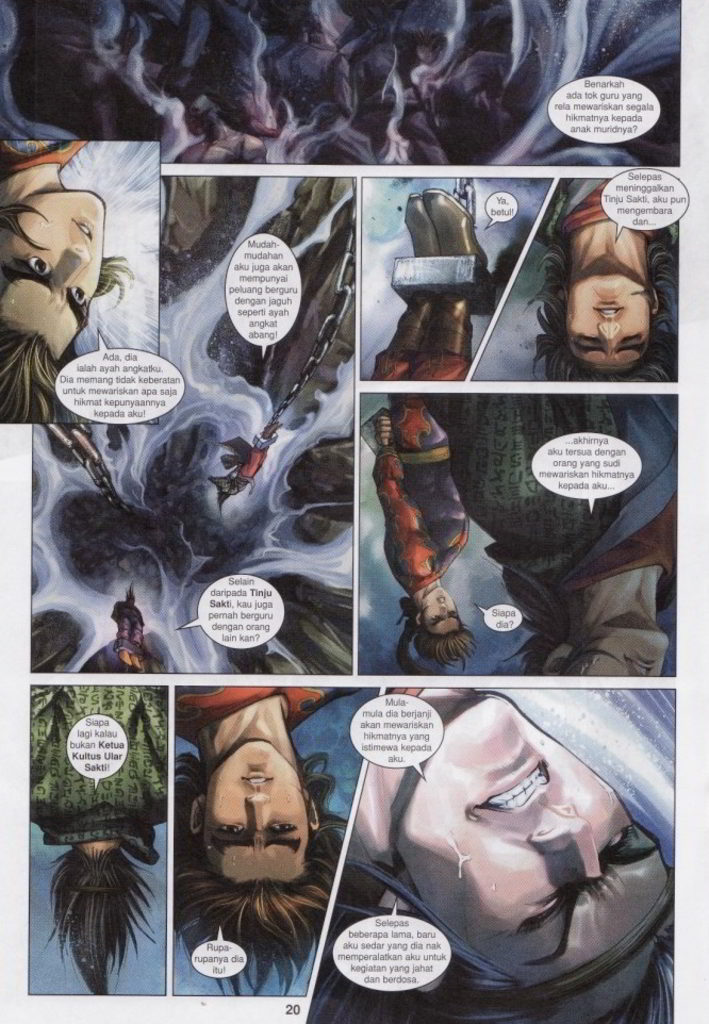 Benarkah
ada tok guru yang
rela mewariskan segala
hikmatnya kepada
anak muridnya?
Ada, dia
ialah ayah angkatku.
Dia memang tidak keberatan
untuk mewariskan apa saja
hikmat kepunyaannya
kepada aku!
Mudah-
mudahan
aku juga akan
mempunyai
peluang berguru
dengan jaguh
seperti ayah
angkat
abang!
Selain
daripada Tinju
Sakti, kau juga
pernah berguru
dengan orang
lain kan?
Ya,
betul!
Selepas
meninggalkan
Tinju Sakti, aku pun
mengembara
dan...
...akhirnya
aku tersua dengan
orang yang sudi
mewariskan hikmatnya
kepada aku...
Siapa
dia?
Siapa
lagi kalau
bukan Ketua
Kultus Ular
Sakti!
Rupa-
rupanya dia
itu!
Mula-
mula dia berjanji
akan mewariskan
hikmatnya yang
istimewa kepada
aku.
Selepas
beberapa lama, baru
aku sedar yang dia nak
memperalatkan aku untuk
kegiatan yang jahat
dan berdosa.
20